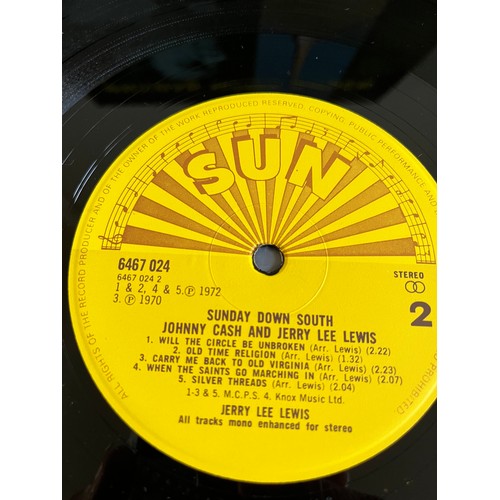 ALL RIGHTS OF THE RECORD PRODUCER AND OF THE OWNER OF THE WORK REPRODUCED RESERVED. COPYING, PUBLIC PERFORMANCE AND
PROHIBITED
SUN
6467 024
6467 024 2
1 & 2, 4 & 5.℗ 1972
3. ℗ 1970
STEREO
2
SUNDAY DOWN SOUTH
JOHNNY CASH AND JERRY LEE LEWIS
1. WILL THE CIRCLE BE UNBROKEN (Arr. Lewis) (2.22)
2. OLD TIME RELIGION (Arr. Lewis) (1.32)
3. CARRY ME BACK TO OLD VIRGINIA (Arr. Lewis) (2.23)
4. WHEN THE SAINTS GO MARCHING IN (Arr. Lewis) (2.07)
5. SILVER THREADS (Arr. Lewis) (2.04)
1-3 & 5. M.C.P.S. 4. Knox Music Ltd.
JERRY LEE LEWIS
All tracks mono enhanced for stereo